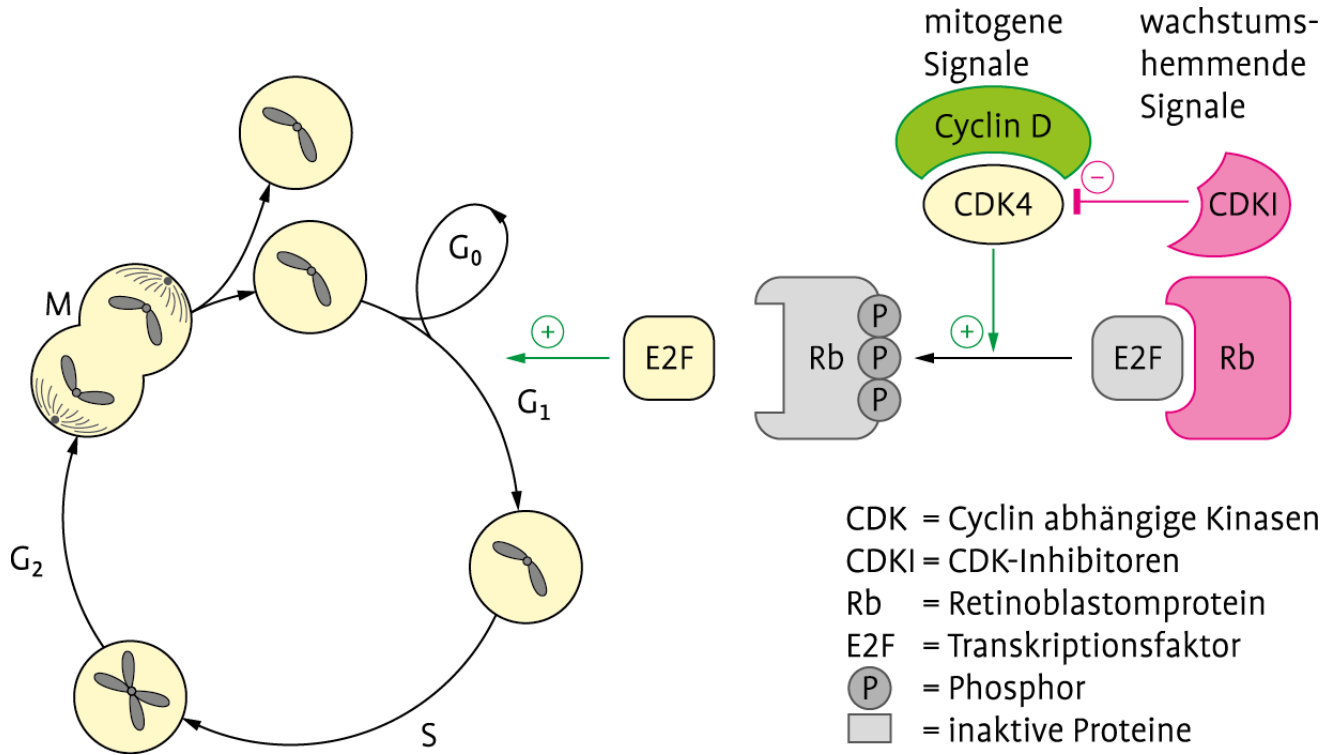 mitogene
Signale
wachstums-
hemmende
Signale
Cyclin D
CDK4
−
CDKI
G₀
M
+
E2F
Rb
P
P
P
+
E2F
Rb
G₁
G₂
S
CDK = Cyclin abhängige Kinasen
CDKI = CDK-Inhibitoren
Rb = Retinoblastomprotein
E2F = Transkriptionsfaktor
P = Phosphor
= inaktive Proteine